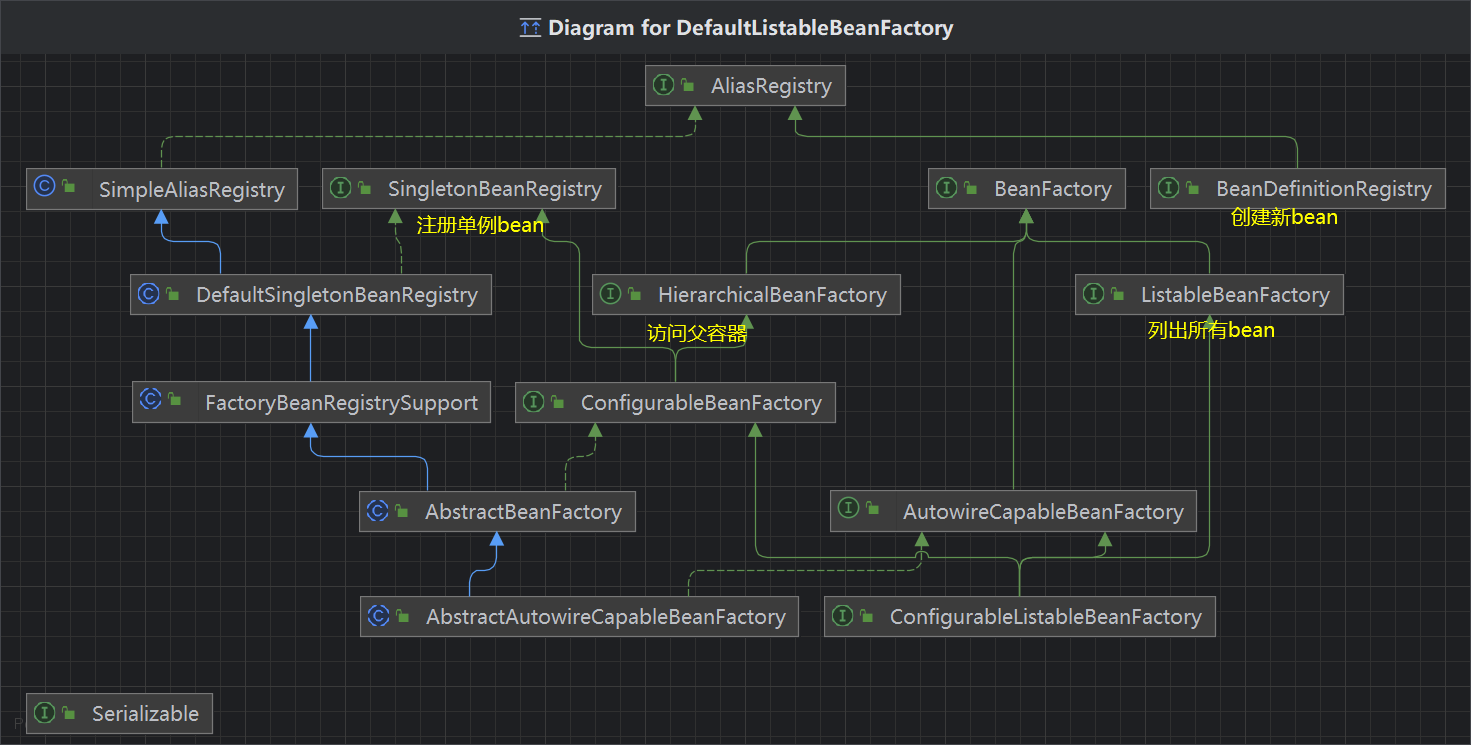 Diagram for DefaultListableBeanFactory
AliasRegistry
SimpleAliasRegistry
SingletonBeanRegistry
BeanFactory
BeanDefinitionRegistry
注册单例bean
创建新bean
DefaultSingletonBeanRegistry
HierarchicalBeanFactory
ListableBeanFactory
访问父容器
列出所有bean
FactoryBeanRegistrySupport
ConfigurableBeanFactory
AbstractBeanFactory
AutowireCapableBeanFactory
AbstractAutowireCapableBeanFactory
ConfigurableListableBeanFactory
Serializable